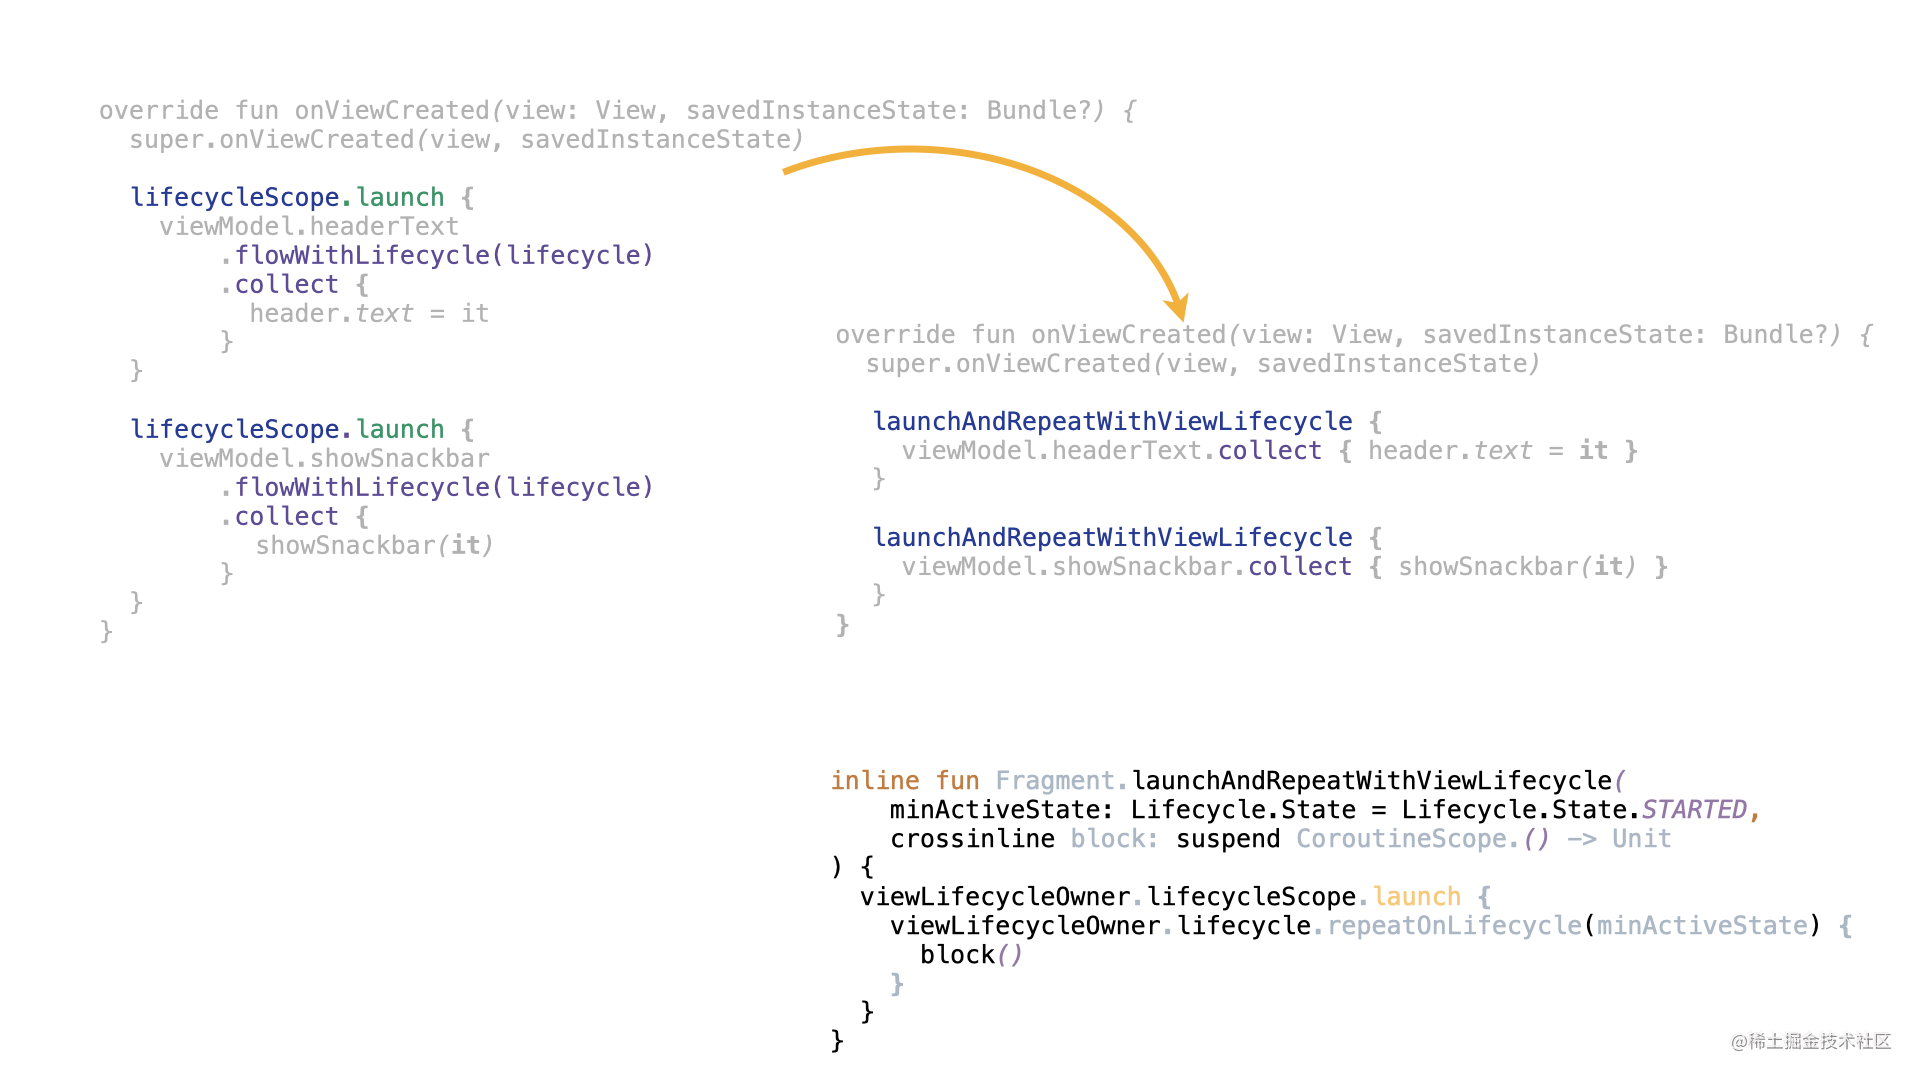 override fun onViewCreated(view: View, savedInstanceState: Bundle?) {
  super.onViewCreated(view, savedInstanceState)

  lifecycleScope.launch {
    viewModel.headerText
        .flowWithLifecycle(lifecycle)
        .collect {
          header.text = it
        }
  }

  lifecycleScope.launch {
    viewModel.showSnackbar
        .flowWithLifecycle(lifecycle)
        .collect {
          showSnackbar(it)
        }
  }
}

override fun onViewCreated(view: View, savedInstanceState: Bundle?) {
  super.onViewCreated(view, savedInstanceState)

  launchAndRepeatWithViewLifecycle {
    viewModel.headerText.collect { header.text = it }
  }

  launchAndRepeatWithViewLifecycle {
    viewModel.showSnackbar.collect { showSnackbar(it) }
  }
}

inline fun Fragment.launchAndRepeatWithViewLifecycle(
    minActiveState: Lifecycle.State = Lifecycle.State.STARTED,
    crossinline block: suspend CoroutineScope.() -> Unit
) {
  viewLifecycleOwner.lifecycleScope.launch {
    viewLifecycleOwner.lifecycle.repeatOnLifecycle(minActiveState) {
      block()
    }
  }
}
@稀土掘金技术社区